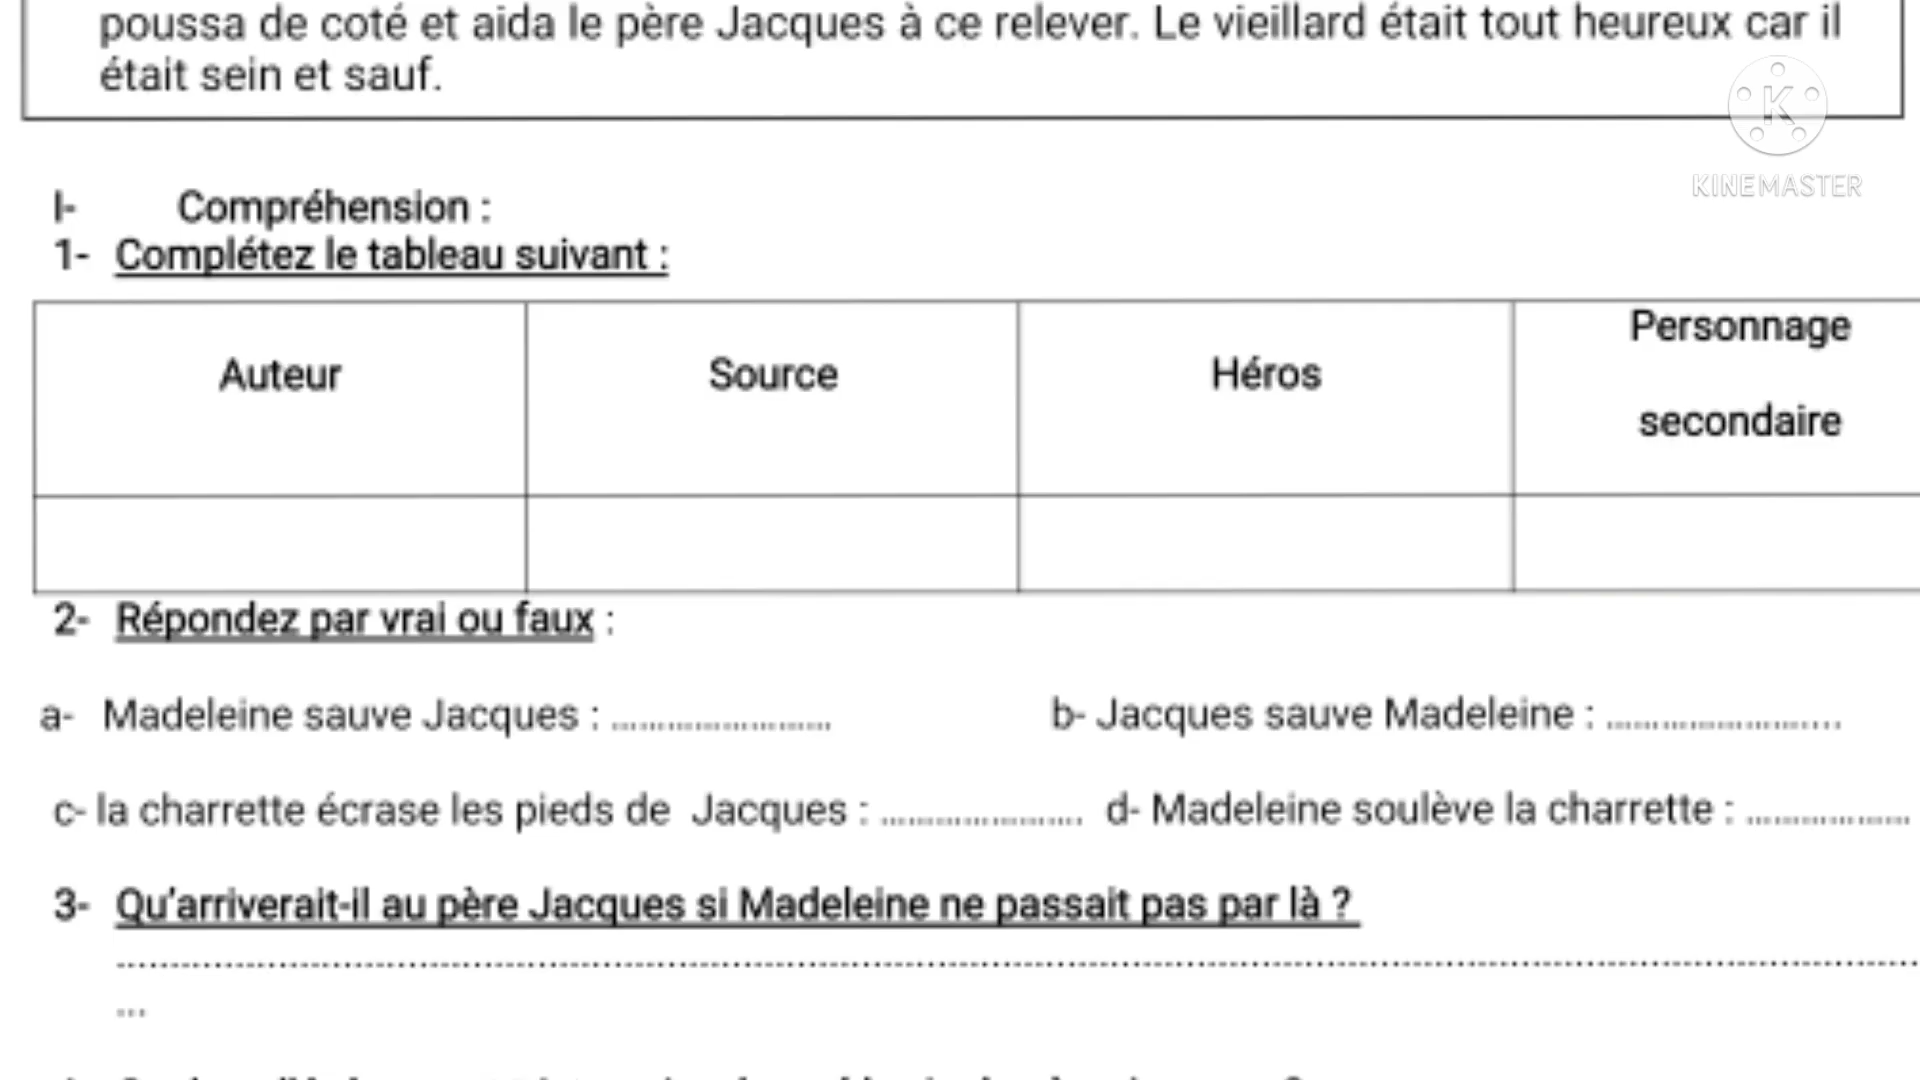 poussa de coté et aida le père Jacques à ce relever. Le vieillard était tout heureux car il
était sein et sauf.
KINEMASTER
I- Compréhension :
1- Complétez le tableau suivant :
Auteur Source Héros Personnage
secondaire
2- Répondez par vrai ou faux :
a- Madeleine sauve Jacques : ........................ b- Jacques sauve Madeleine : ........................
c- la charrette écrase les pieds de Jacques : ...................... d- Madeleine soulève la charrette : ..................
3- Qu'arriverait-il au père Jacques si Madeleine ne passait pas par là ?
........................................................................................................................
...